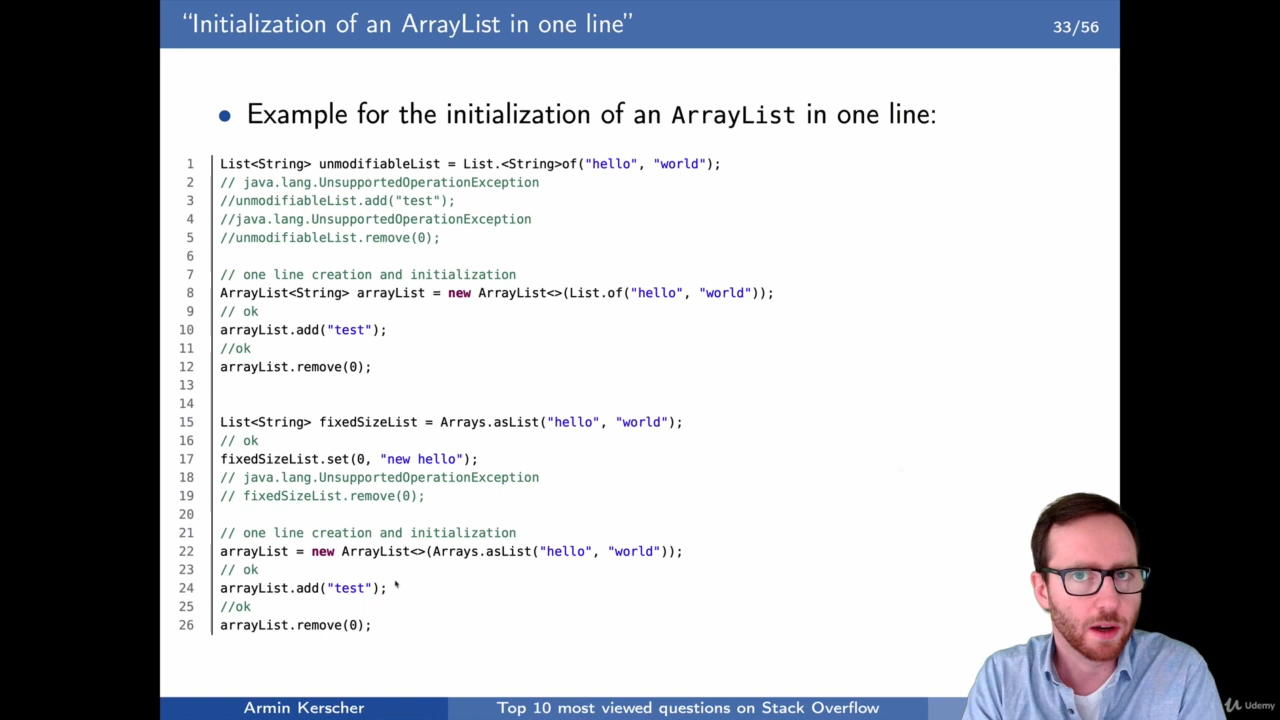 “Initialization of an ArrayList in one line”
33/56
• Example for the initialization of an ArrayList in one line:
1 List<String> unmodifiableList = List.<String>of("hello", "world");
2 // java.lang.UnsupportedOperationException
3 //unmodifiableList.add("test");
4 //java.lang.UnsupportedOperationException
5 //unmodifiableList.remove(0);
6
7 // one line creation and initialization
8 ArrayList<String> arrayList = new ArrayList<>(List.of("hello", "world"));
9 // ok
10 arrayList.add("test");
11 //ok
12 arrayList.remove(0);
13
14
15 List<String> fixedSizeList = Arrays.asList("hello", "world");
16 // ok
17 fixedSizeList.set(0, "new hello");
18 // java.lang.UnsupportedOperationException
19 // fixedSizeList.remove(0);
20
21 // one line creation and initialization
22 arrayList = new ArrayList<>(Arrays.asList("hello", "world"));
23 // ok
24 arrayList.add("test");
25 //ok
26 arrayList.remove(0);
Armin Kerscher
Top 10 most viewed questions on Stack Overflow
Udemy